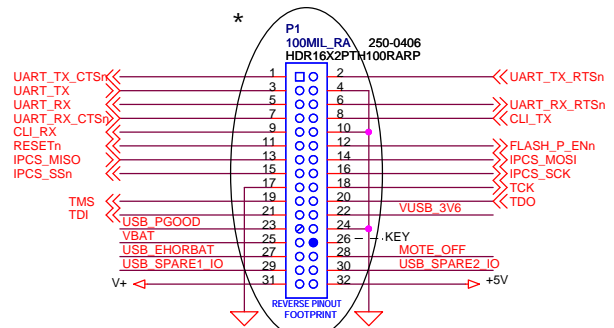 *
P1
100MIL_RA 250-0406
HDR16X2PTH100RARP
UART_TX_CTSn 1 2 UART_TX_RTSn
UART_TX 3 4
UART_RX 5 6 UART_RX_RTSn
UART_RX_CTSn 7 8 CLI_TX
CLI_RX 9 10
RESETn 11 12 FLASH_P_ENn
IPCS_MISO 13 14 IPCS_MOSI
IPCS_SSn 15 16 IPCS_SCK
17 18 TCK
TMS 19 20 TDO
TDI 21 22 VUSB_3V6
USB_PGOOD 23 24
VBAT 25 26 KEY
USB_EHORBAT 27 28 MOTE_OFF
USB_SPARE1_IO 29 30 USB_SPARE2_IO
V+ 31 32 +5V
REVERSE PINOUT
FOOTPRINT